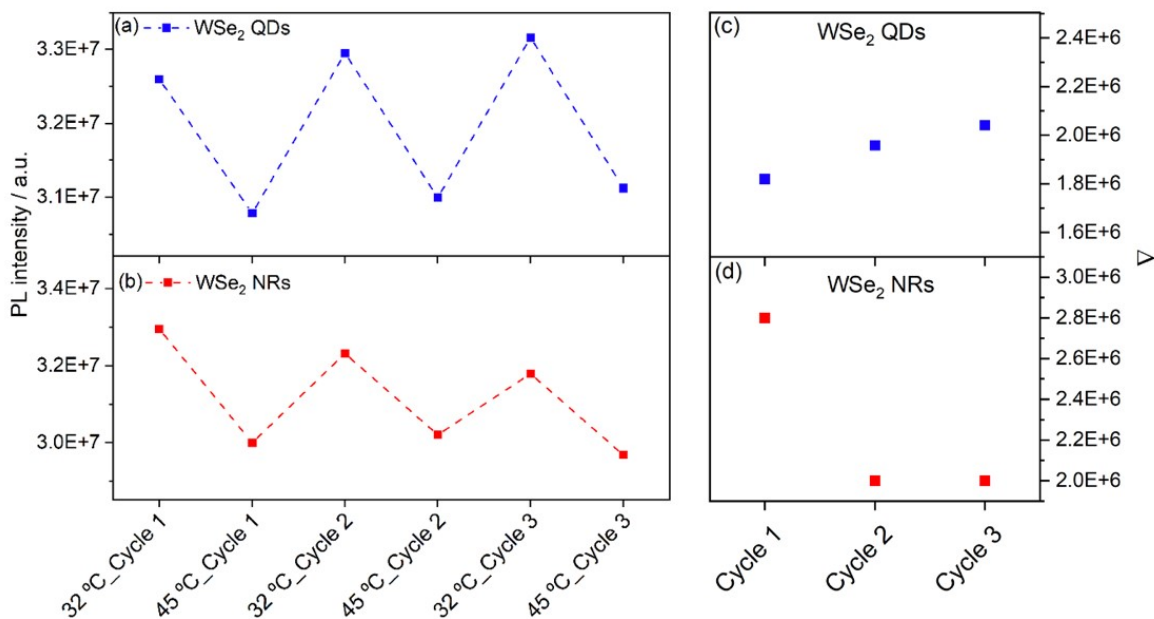 PL intensity / a.u.
(a) WSe₂ QDs
3.3E+7
3.2E+7
3.1E+7
(b) WSe₂ NRs
3.4E+7
3.2E+7
3.0E+7
32 ºC_Cycle 1
45 ºC_Cycle 1
32 ºC_Cycle 2
45 ºC_Cycle 2
32 ºC_Cycle 3
45 ºC_Cycle 3
(c) WSe₂ QDs
2.4E+6
2.2E+6
2.0E+6
1.8E+6
1.6E+6
(d) WSe₂ NRs
3.0E+6
2.8E+6
2.6E+6
2.4E+6
2.2E+6
2.0E+6
Cycle 1
Cycle 2
Cycle 3
Δ